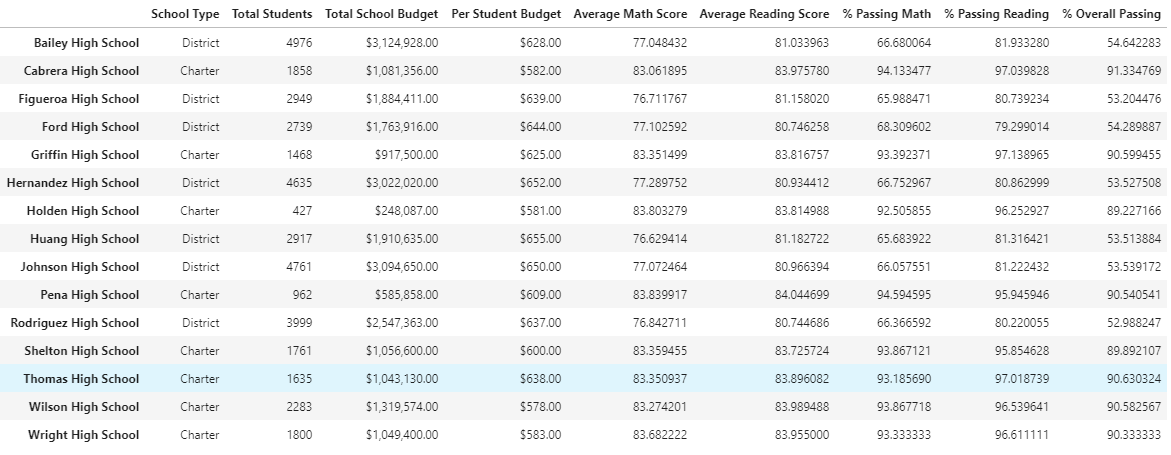 School Type Total Students Total School Budget Per Student Budget Average Math Score Average Reading Score % Passing Math % Passing Reading % Overall Passing
Bailey High School District 4976 $3,124,928.00 $628.00 77.048432 81.033963 66.680064 81.933280 54.642283
Cabrera High School Charter 1858 $1,081,356.00 $582.00 83.061895 83.975780 94.133477 97.039828 91.334769
Figueroa High School District 2949 $1,884,411.00 $639.00 76.711767 81.158020 65.988471 80.739234 53.204476
Ford High School District 2739 $1,763,916.00 $644.00 77.102592 80.746258 68.309602 79.299014 54.289887
Griffin High School Charter 1468 $917,500.00 $625.00 83.351499 83.816757 93.392371 97.138965 90.599455
Hernandez High School District 4635 $3,022,020.00 $652.00 77.289752 80.934412 66.752967 80.862999 53.527508
Holden High School Charter 427 $248,087.00 $581.00 83.803279 83.814988 92.505855 96.252927 89.227166
Huang High School District 2917 $1,910,635.00 $655.00 76.629414 81.182722 65.683922 81.316421 53.513884
Johnson High School District 4761 $3,094,650.00 $650.00 77.072464 80.966394 66.057551 81.222432 53.539172
Pena High School Charter 962 $585,858.00 $609.00 83.839917 84.044699 94.594595 95.945946 90.540541
Rodriguez High School District 3999 $2,547,363.00 $637.00 76.842711 80.744686 66.366592 80.220055 52.988247
Shelton High School Charter 1761 $1,056,600.00 $600.00 83.359455 83.725724 93.867121 95.854628 89.892107
Thomas High School Charter 1635 $1,043,130.00 $638.00 83.350937 83.896082 93.185690 97.018739 90.630324
Wilson High School Charter 2283 $1,319,574.00 $578.00 83.274201 83.989488 93.867718 96.539641 90.582567
Wright High School Charter 1800 $1,049,400.00 $583.00 83.682222 83.955000 93.333333 96.611111 90.333333